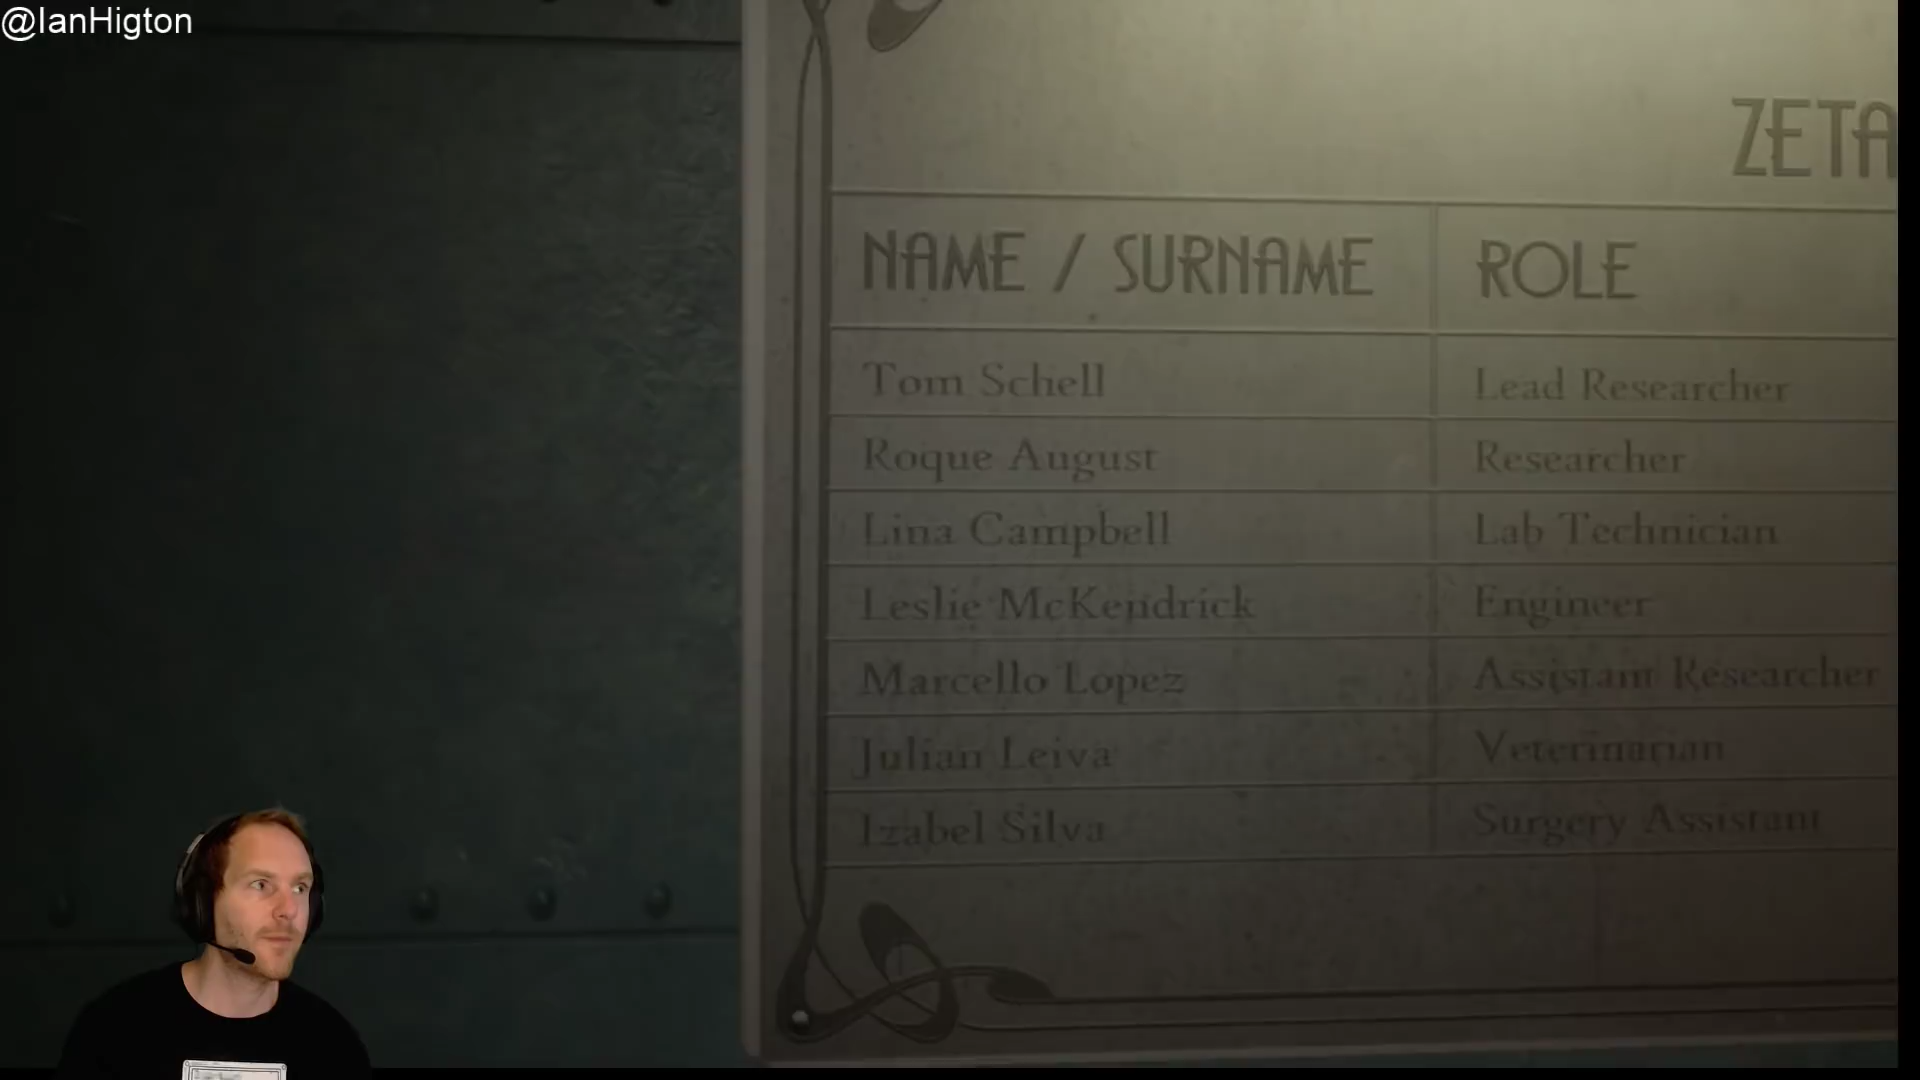 @IanHigton
ZETA
NAME / SURNAME ROLE
Tom Schell Lead Researcher
Roque August Researcher
Lina Campbell Lab Technician
Leslie McKendrick Engineer
Marcello Lopez Assistant Researcher
Julian Leiva Veterinarian
Izabel Silva Surgery Assistant